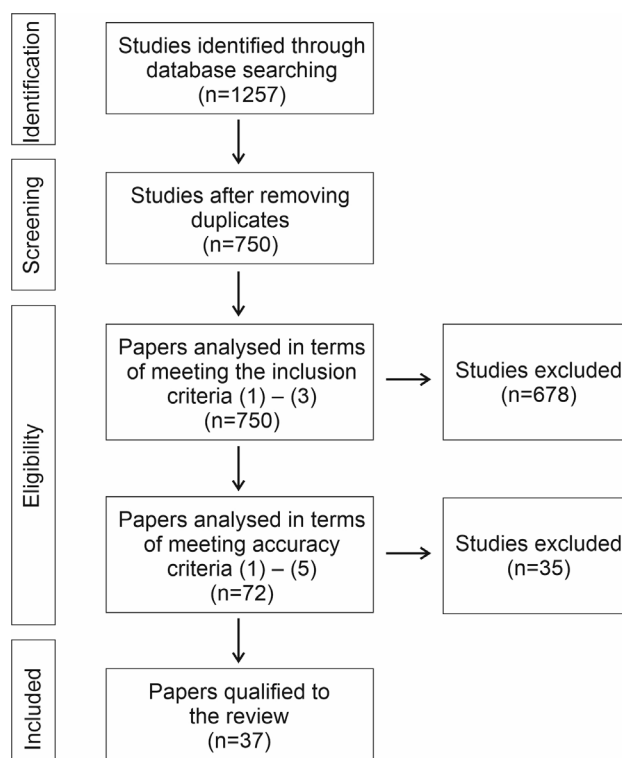 Identification
Studies identified through
database searching
(n=1257)
Screening
Studies after removing
duplicates
(n=750)
Eligibility
Papers analysed in terms
of meeting the inclusion
criteria (1) – (3)
(n=750)
Studies excluded
(n=678)
Papers analysed in terms
of meeting accuracy
criteria (1) – (5)
(n=72)
Studies excluded
(n=35)
Included
Papers qualified to
the review
(n=37)